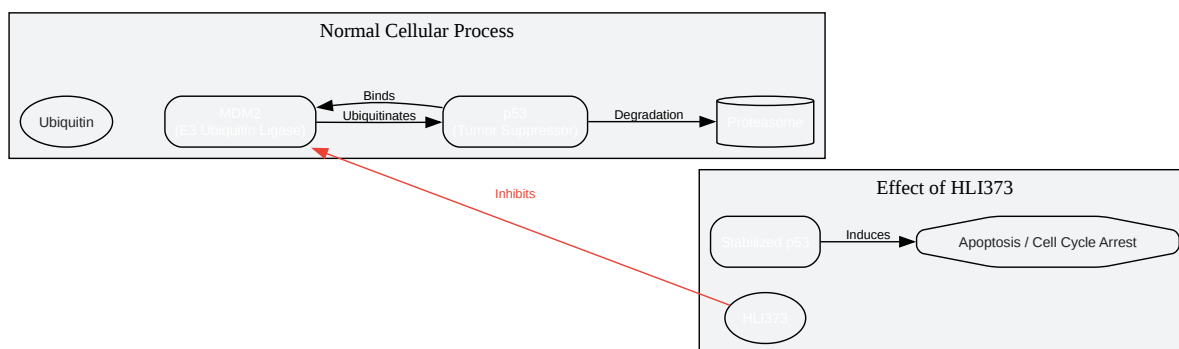 Normal Cellular Process
Ubiquitin
MDM2
(E3 Ubiquitin Ligase)
Binds
Ubiquitinates
p53
(Tumor Suppressor)
Degradation
Proteasome
Inhibits
Effect of HLI373
Stabilized p53
Induces
Apoptosis / Cell Cycle Arrest
HLI373